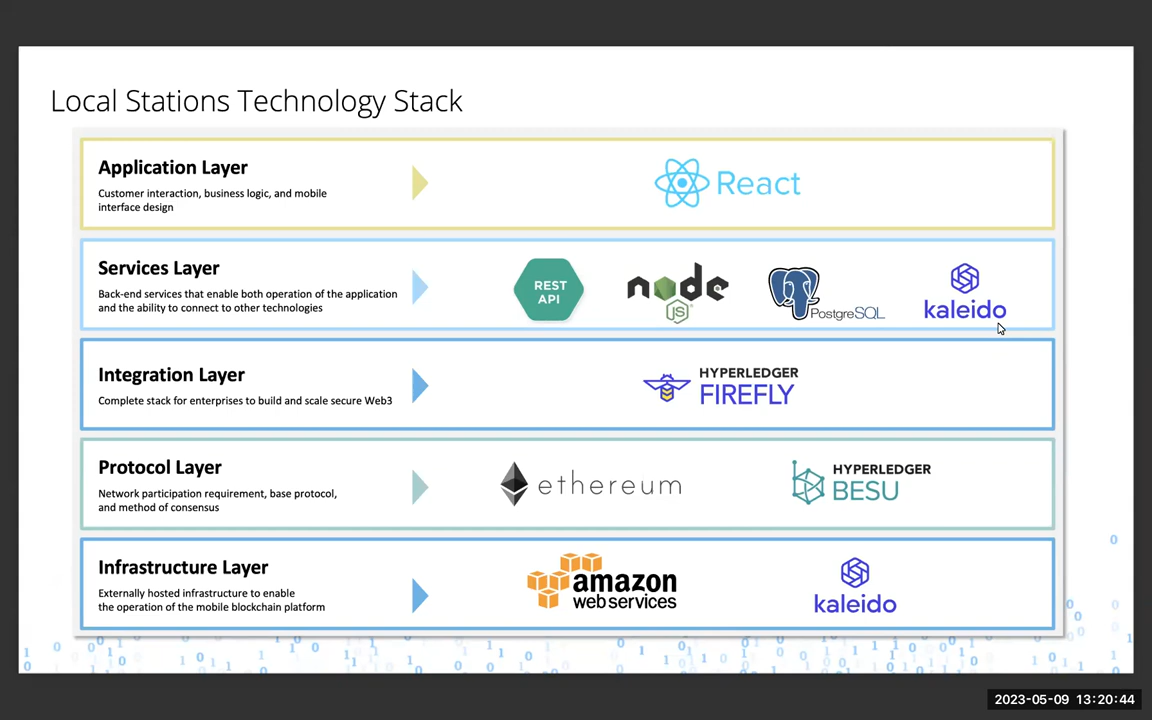 Local Stations Technology Stack
Application Layer
Customer interaction, business logic, and mobile
interface design
React
Services Layer
Back-end services that enable both operation of the application
and the ability to connect to other technologies
REST
API
node
JS
PostgreSQL
kaleido
Integration Layer
Complete stack for enterprises to build and scale secure Web3
HYPERLEDGER
FIREFLY
Protocol Layer
Network participation requirement, base protocol,
and method of consensus
ethereum
HYPERLEDGER
BESU
Infrastructure Layer
Externally hosted infrastructure to enable
the operation of the mobile blockchain platform
amazon
web services
kaleido
2023-05-09 13:20:44